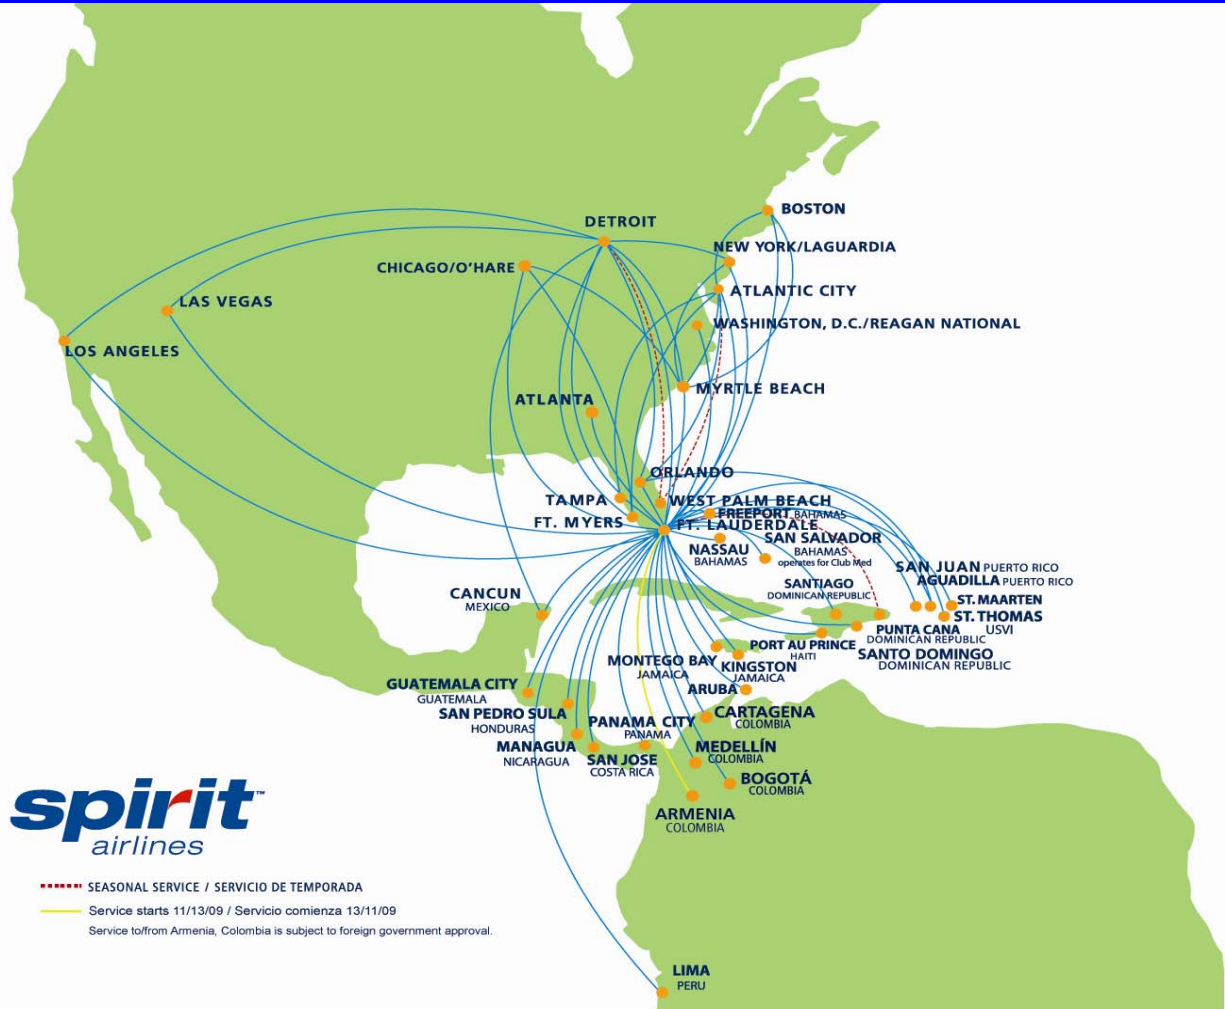 BOSTON
DETROIT
NEW YORK/LAGUARDIA
CHICAGO/O'HARE
ATLANTIC CITY
LAS VEGAS
WASHINGTON, D.C./REAGAN NATIONAL
LOS ANGELES
MYRTLE BEACH
ATLANTA
ORLANDO
TAMPA
WEST PALM BEACH
FREEPORT BAHAMAS
FT. MYERS
FT. LAUDERDALE
SAN SALVADOR
BAHAMAS
operates for Club Med
NASSAU
BAHAMAS
SAN JUAN PUERTO RICO
AGUADILLA PUERTO RICO
SANTIAGO
DOMINICAN REPUBLIC
CANCUN
MEXICO
ST. MAARTEN
ST. THOMAS
USVI
PUNTA CANA
DOMINICAN REPUBLIC
PORT AU PRINCE
HAITI
SANTO DOMINGO
DOMINICAN REPUBLIC
MONTEGO BAY
JAMAICA
KINGSTON
JAMAICA
GUATEMALA CITY
GUATEMALA
ARUBA
SAN PEDRO SULA
HONDURAS
CARTAGENA
COLOMBIA
PANAMA CITY
PANAMA
MANAGUA
NICARAGUA
SAN JOSE
COSTA RICA
MEDELLÍN
COLOMBIA
BOGOTÁ
COLOMBIA
ARMENIA
COLOMBIA
spirit™
airlines
SEASONAL SERVICE / SERVICIO DE TEMPORADA
Service starts 11/13/09 / Servicio comienza 13/11/09
Service to/from Armenia, Colombia is subject to foreign government approval.
LIMA
PERU